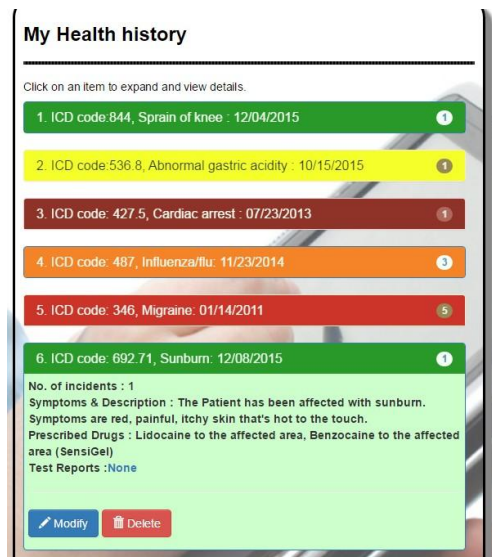 My Health history
Click on an item to expand and view details.
1. ICD code:844, Sprain of knee : 12/04/2015 1
2. ICD code:536.8, Abnormal gastric acidity : 10/15/2015 1
3. ICD code: 427.5, Cardiac arrest : 07/23/2013 1
4. ICD code: 487, Influenza/flu: 11/23/2014 3
5. ICD code: 346, Migraine: 01/14/2011 5
6. ICD code: 692.71, Sunburn: 12/08/2015 1
No. of incidents : 1
Symptoms & Description : The Patient has been affected with sunburn.
Symptoms are red, painful, itchy skin that's hot to the touch.
Prescribed Drugs : Lidocaine to the affected area, Benzocaine to the affected
area (SensiGel)
Test Reports :None
Modify Delete